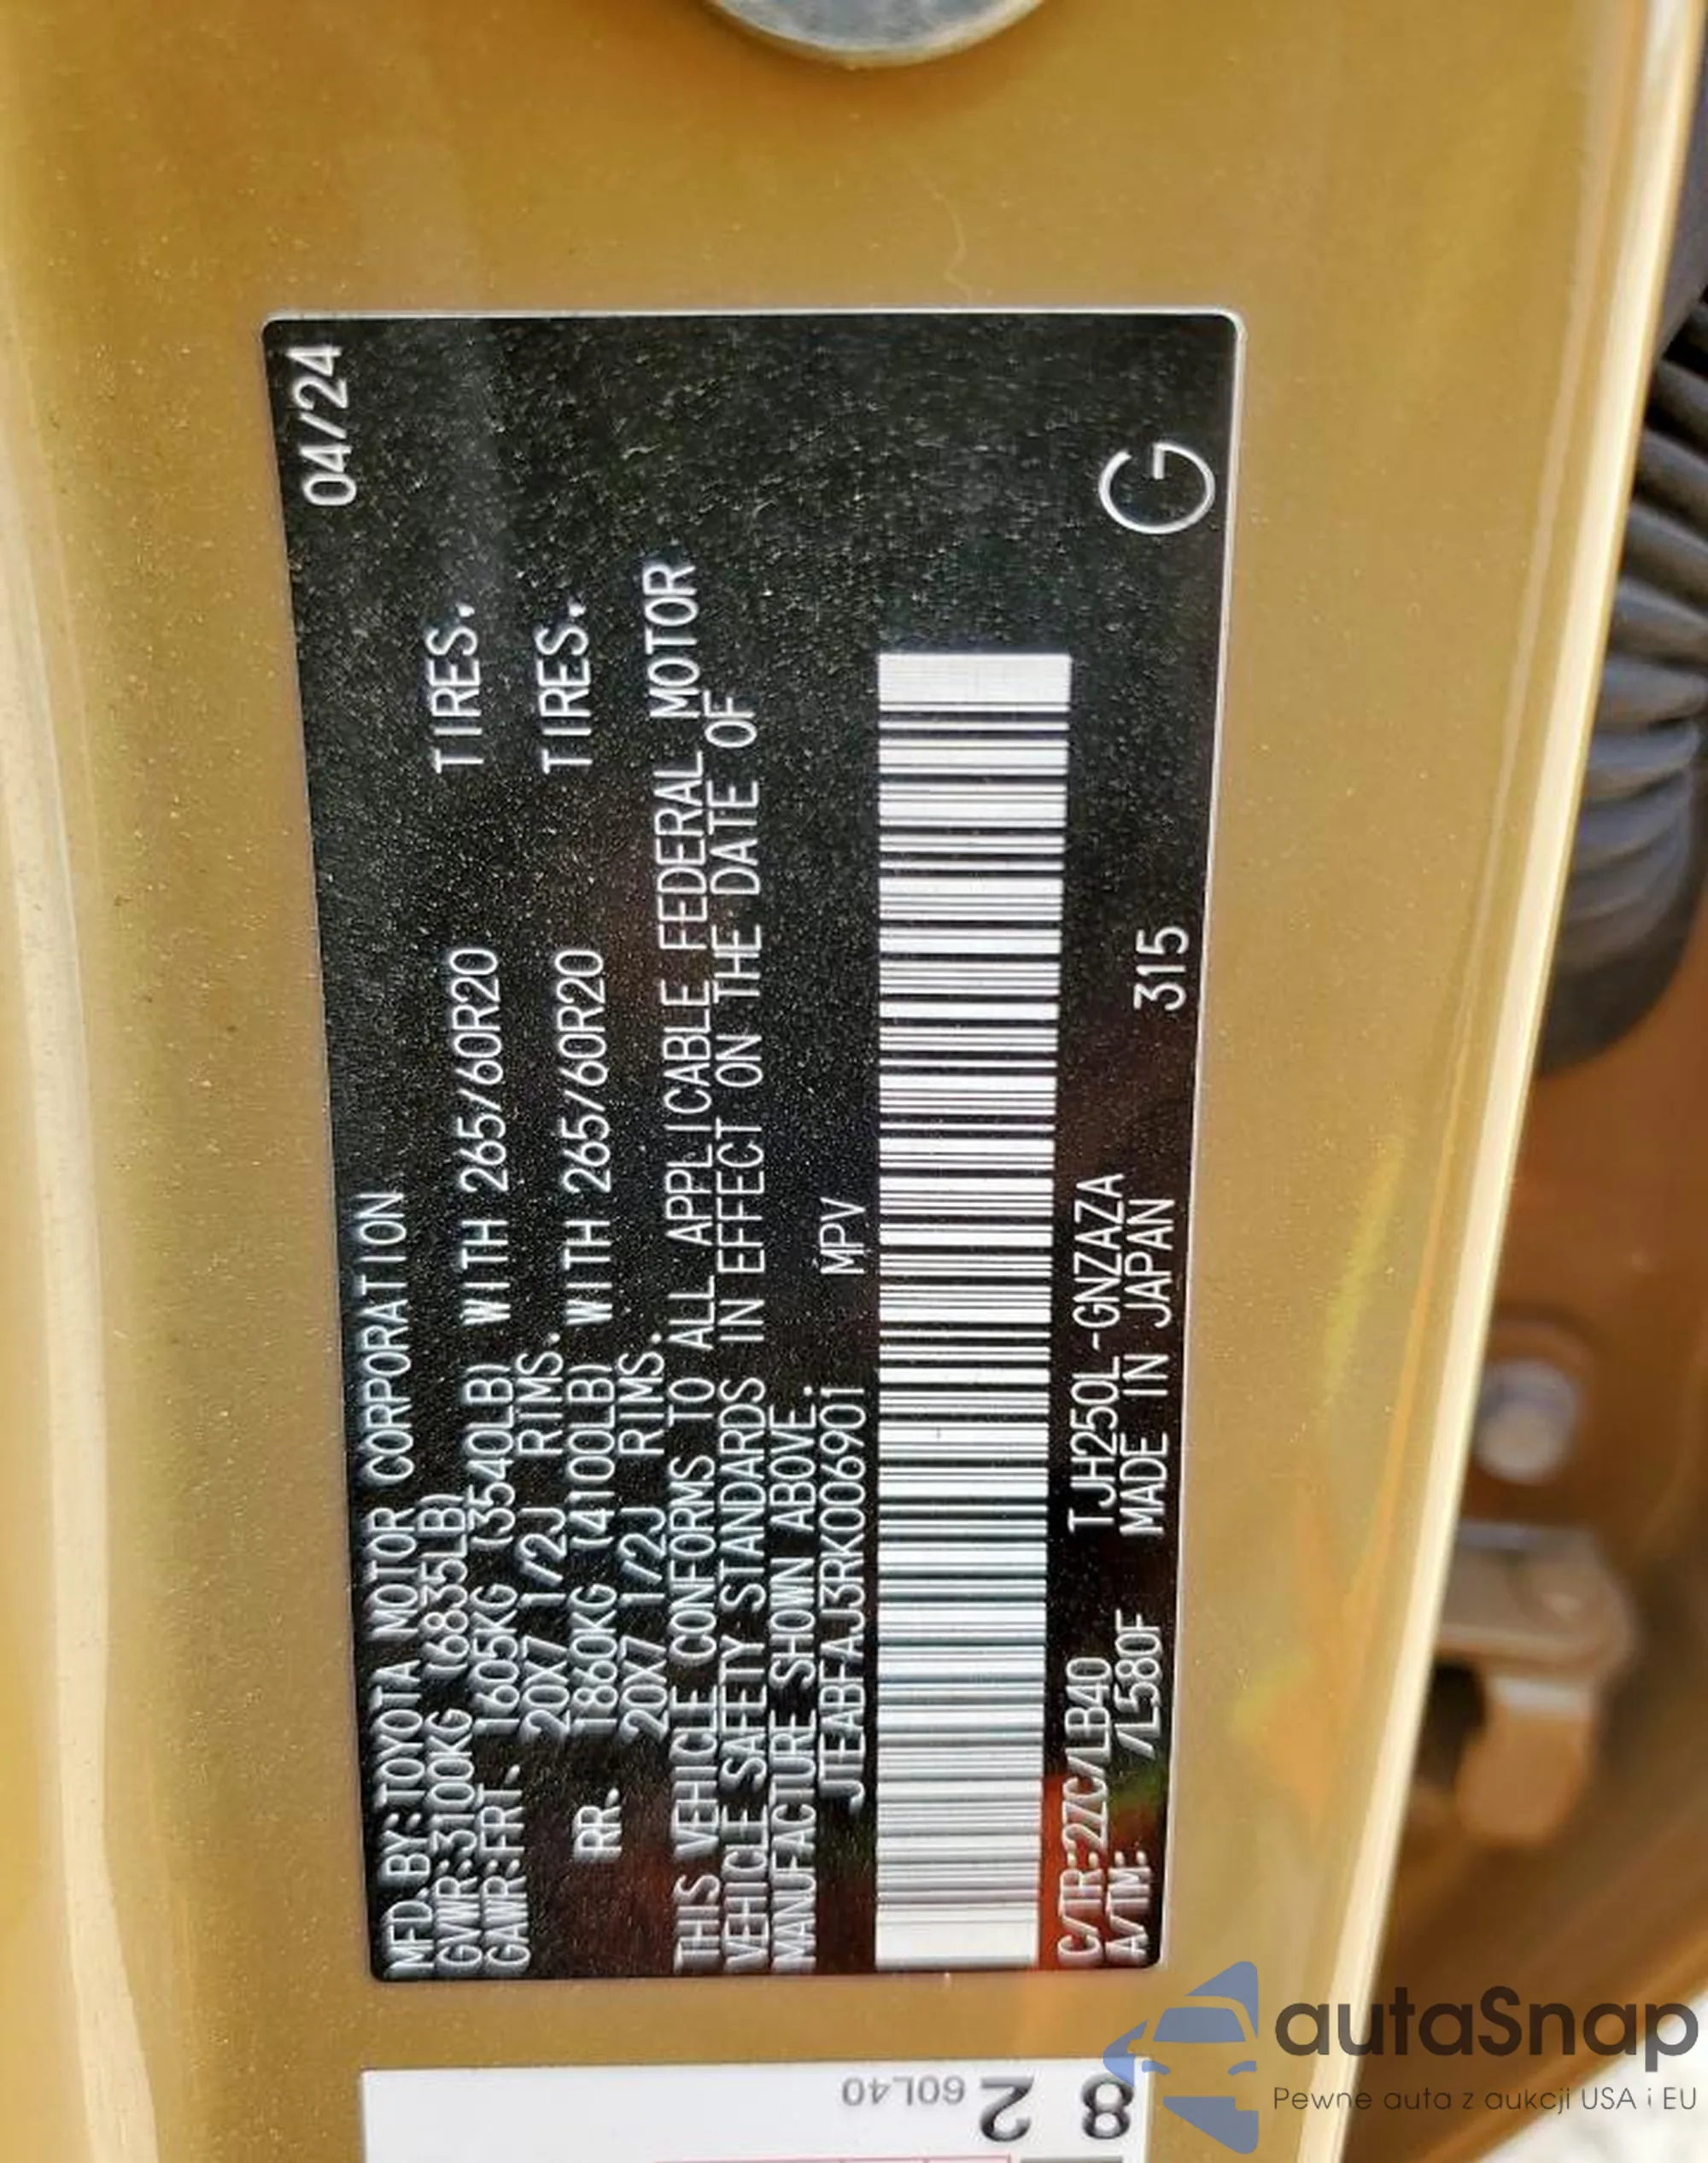 04/24
MFD.BY:TOYOTA MOTOR CORPORATION
GVWR:3100KG (6835LB)
GAWR:FRT. 1605KG (3540LB) WITH 265/60R20 TIRES.
20X7 1/2J RIMS.
RR. 1860KG (4100LB) WITH 265/60R20 TIRES.
20X7 1/2J RIMS.
THIS VEHICLE CONFORMS TO ALL APPLICABLE FEDERAL MOTOR
VEHICLE SAFETY STANDARDS IN EFFECT ON THE DATE OF
MANUFACTURE SHOWN ABOVE.
JTEABFAJ3RK006901 MPV
C/TR:2ZC/LB40 TJH250L-GNZAZA
A/TM: /L580F MADE IN JAPAN 315
G
60L40
2
8
autaSnap
Pewne auta z aukcji USA i EU